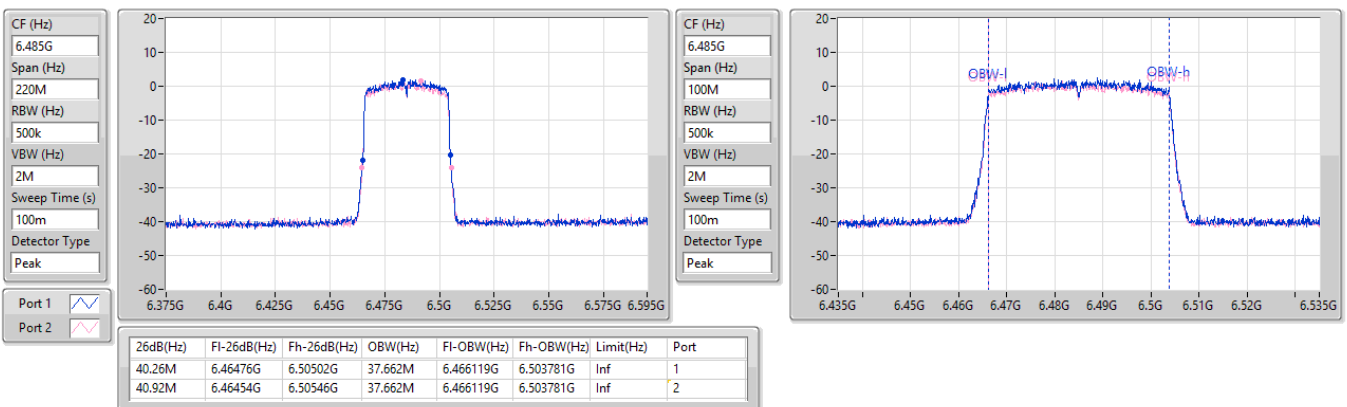 CF (Hz)
6.485G
Span (Hz)
220M
RBW (Hz)
500k
VBW (Hz)
2M
Sweep Time (s)
100m
Detector Type
Peak
Port 1
Port 2
20
10
0
-10
-20
-30
-40
-50
-60
6.375G 6.4G 6.425G 6.45G 6.475G 6.5G 6.525G 6.55G 6.575G 6.595G
CF (Hz)
6.485G
Span (Hz)
100M
RBW (Hz)
500k
VBW (Hz)
2M
Sweep Time (s)
100m
Detector Type
Peak
20
10
0
-10
-20
-30
-40
-50
-60
OBW-l OBW-h
6.435G 6.45G 6.46G 6.47G 6.48G 6.49G 6.5G 6.51G 6.52G 6.535G
26dB(Hz) Fl-26dB(Hz) Fh-26dB(Hz) OBW(Hz) Fl-OBW(Hz) Fh-OBW(Hz) Limit(Hz) Port
40.26M 6.46476G 6.50502G 37.662M 6.466119G 6.503781G Inf 1
40.92M 6.46454G 6.50546G 37.662M 6.466119G 6.503781G Inf 2